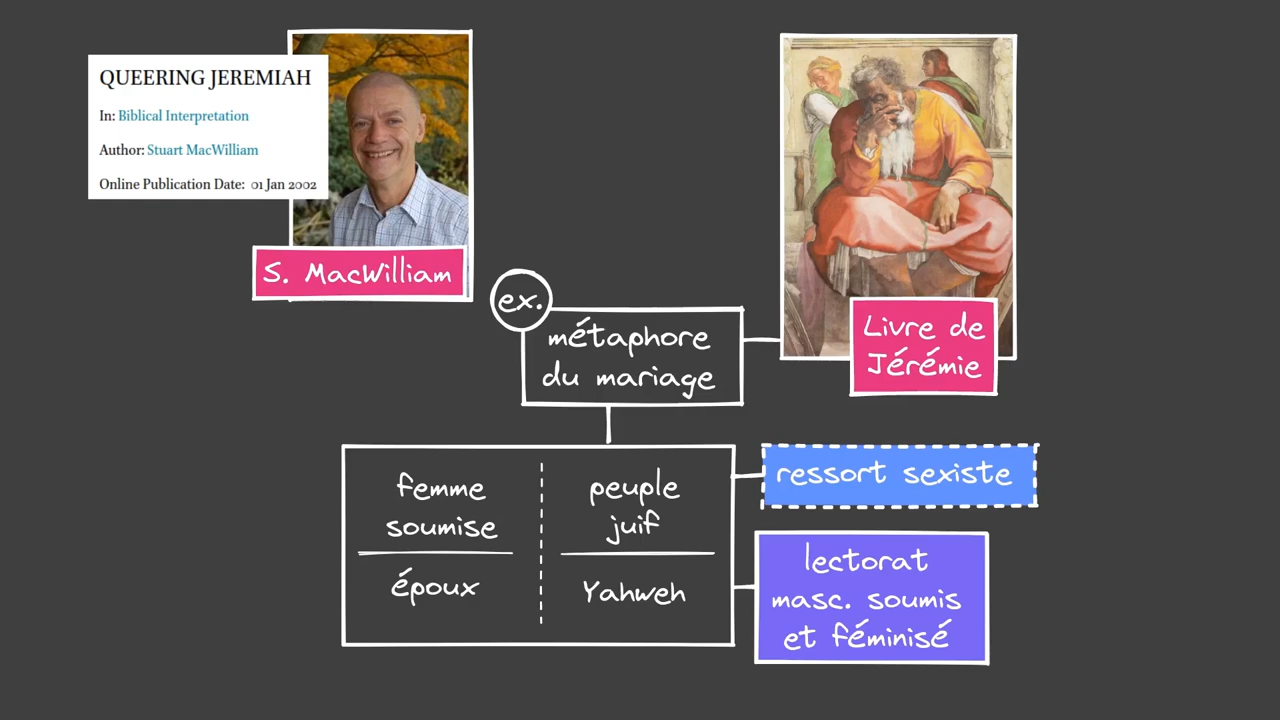 QUEERING JEREMIAH
In: Biblical Interpretation
Author: Stuart MacWilliam
Online Publication Date: 01 Jan 2002
S. MacWilliam
ex.
métaphore
du mariage
Livre de
Jérémie
femme
soumise
époux
peuple
juif
Yahweh
ressort sexiste
lectorat
masc. soumis
et féminisé